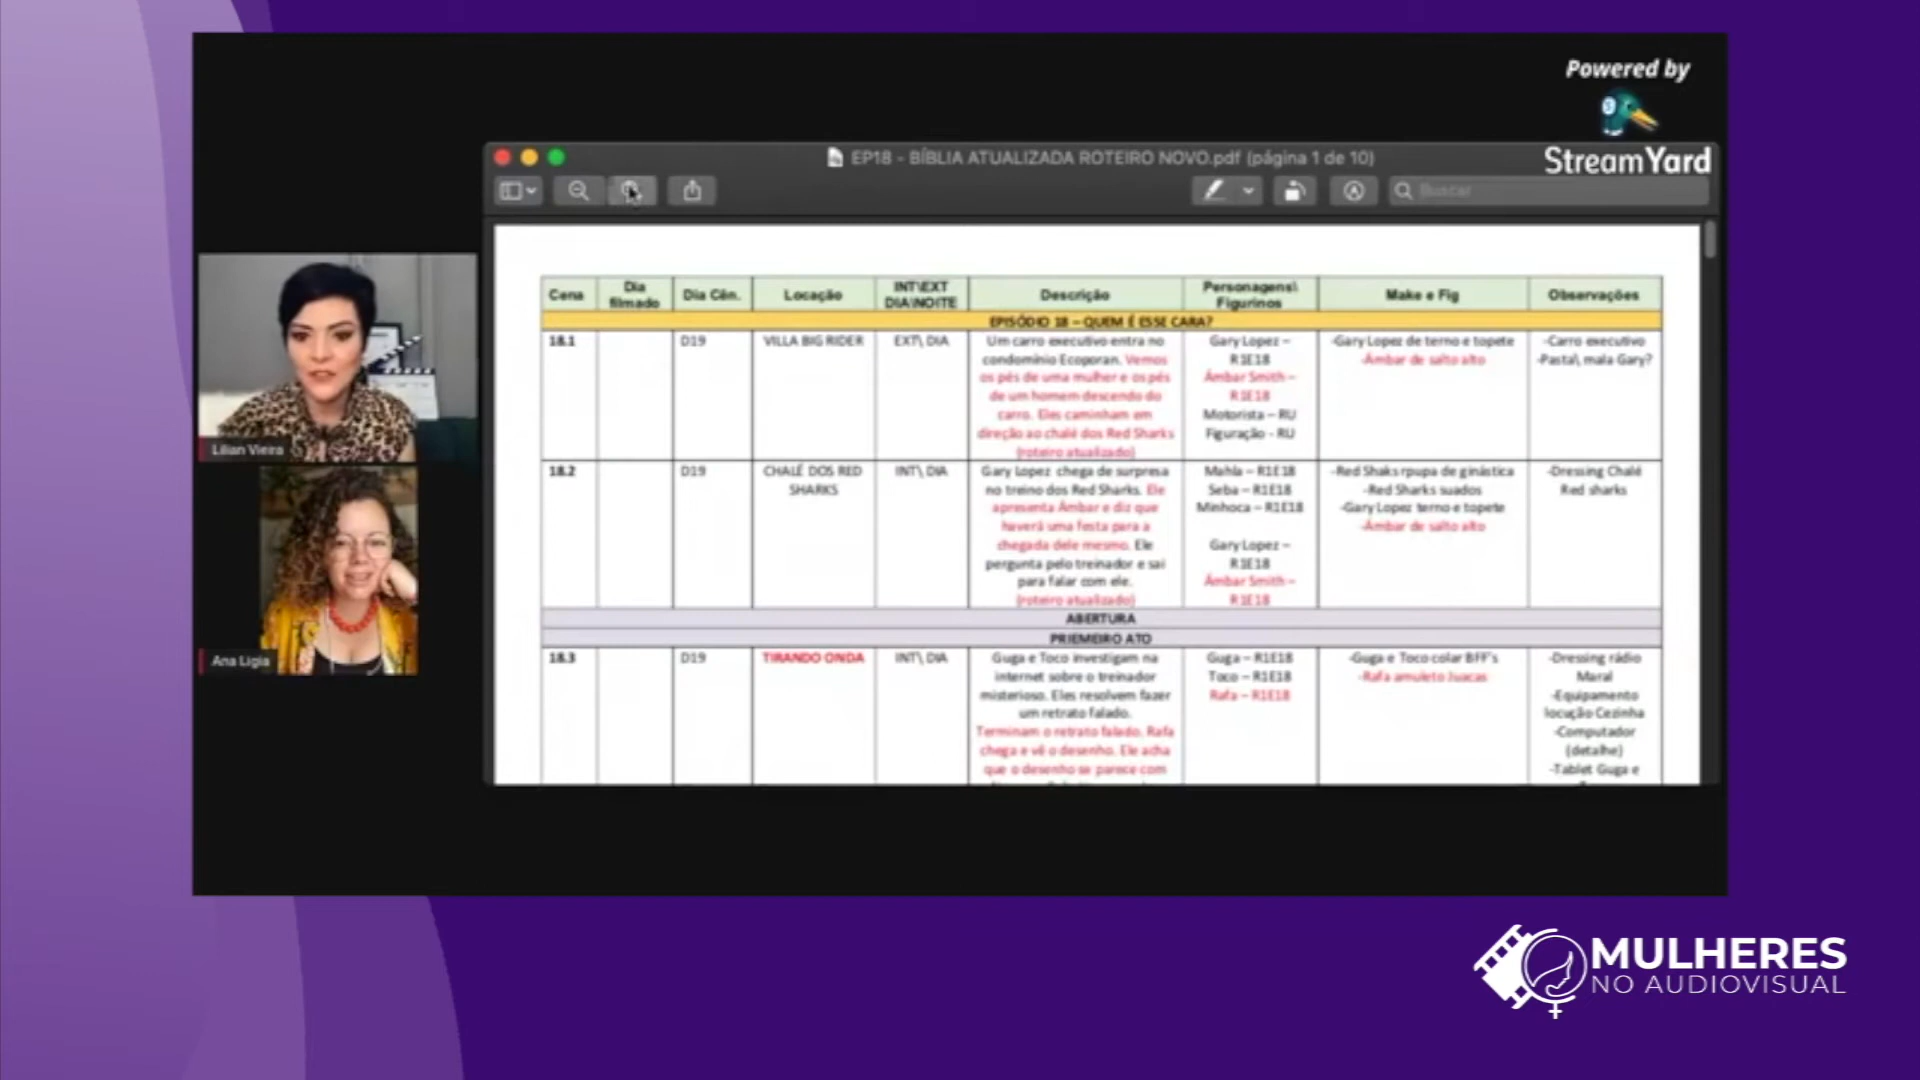 Powered by
StreamYard
EP18 - BÍBLIA ATUALIZADA ROTEIRO NOVO.pdf (página 1 de 10)
Buscar
Cena
Dia
filmado
Dia Cên.
Locação
INT\EXT
DIA\NOITE
Descrição
Personagens\
Figurinos
Make e Fig
Observações
EPISÓDIO 18 – QUEM É ESSE CARA?
18.1
D19
VILLA BIG RIDER
EXT\ DIA
Um carro executivo entra no
condomínio Ecoporan. Vemos
os pés de uma mulher e os pés
de um homem descendo do
carro. Eles caminham em
direção ao chalé dos Red Sharks
(roteiro atualizado)
Gary Lopez –
R1E18
Âmbar Smith –
R1E18
Motorista – RU
Figuração - RU
-Gary Lopez de terno e topete
-Âmbar de salto alto
-Carro executivo
-Pasta\ mala Gary?
18.2
D19
CHALÉ DOS RED
SHARKS
INT\ DIA
Gary Lopez chega de surpresa
no treino dos Red Sharks. Ele
apresenta Âmbar e diz que
haverá uma festa para a
chegada dele mesmo. Ele
pergunta pelo treinador e sai
para falar com ele.
(roteiro atualizado)
Mahla – R1E18
Seba – R1E18
Minhoca – R1E18
Gary Lopez –
R1E18
Âmbar Smith –
R1E18
-Red Shaks rpupa de ginástica
-Red Sharks suados
-Gary Lopez terno e topete
-Âmbar de salto alto
-Dressing Chalé
Red sharks
ABERTURA
PRIEMEIRO ATO
18.3
D19
TIRANDO ONDA
INT\ DIA
Guga e Toco investigam na
internet sobre o treinador
misterioso. Eles resolvem fazer
um retrato falado.
Terminam o retrato falado. Rafa
chega e vê o desenho. Ele acha
que o desenho se parece com
Guga – R1E18
Toco – R1E18
Rafa – R1E18
-Guga e Toco colar BFF's
-Rafa amuleto Juacas
-Dressing rádio
Maral
-Equipamento
locução Cezinha
-Computador
(detalhe)
-Tablet Guga e
Lilian Vieira
Ana Ligia
MULHERES
NO AUDIOVISUAL